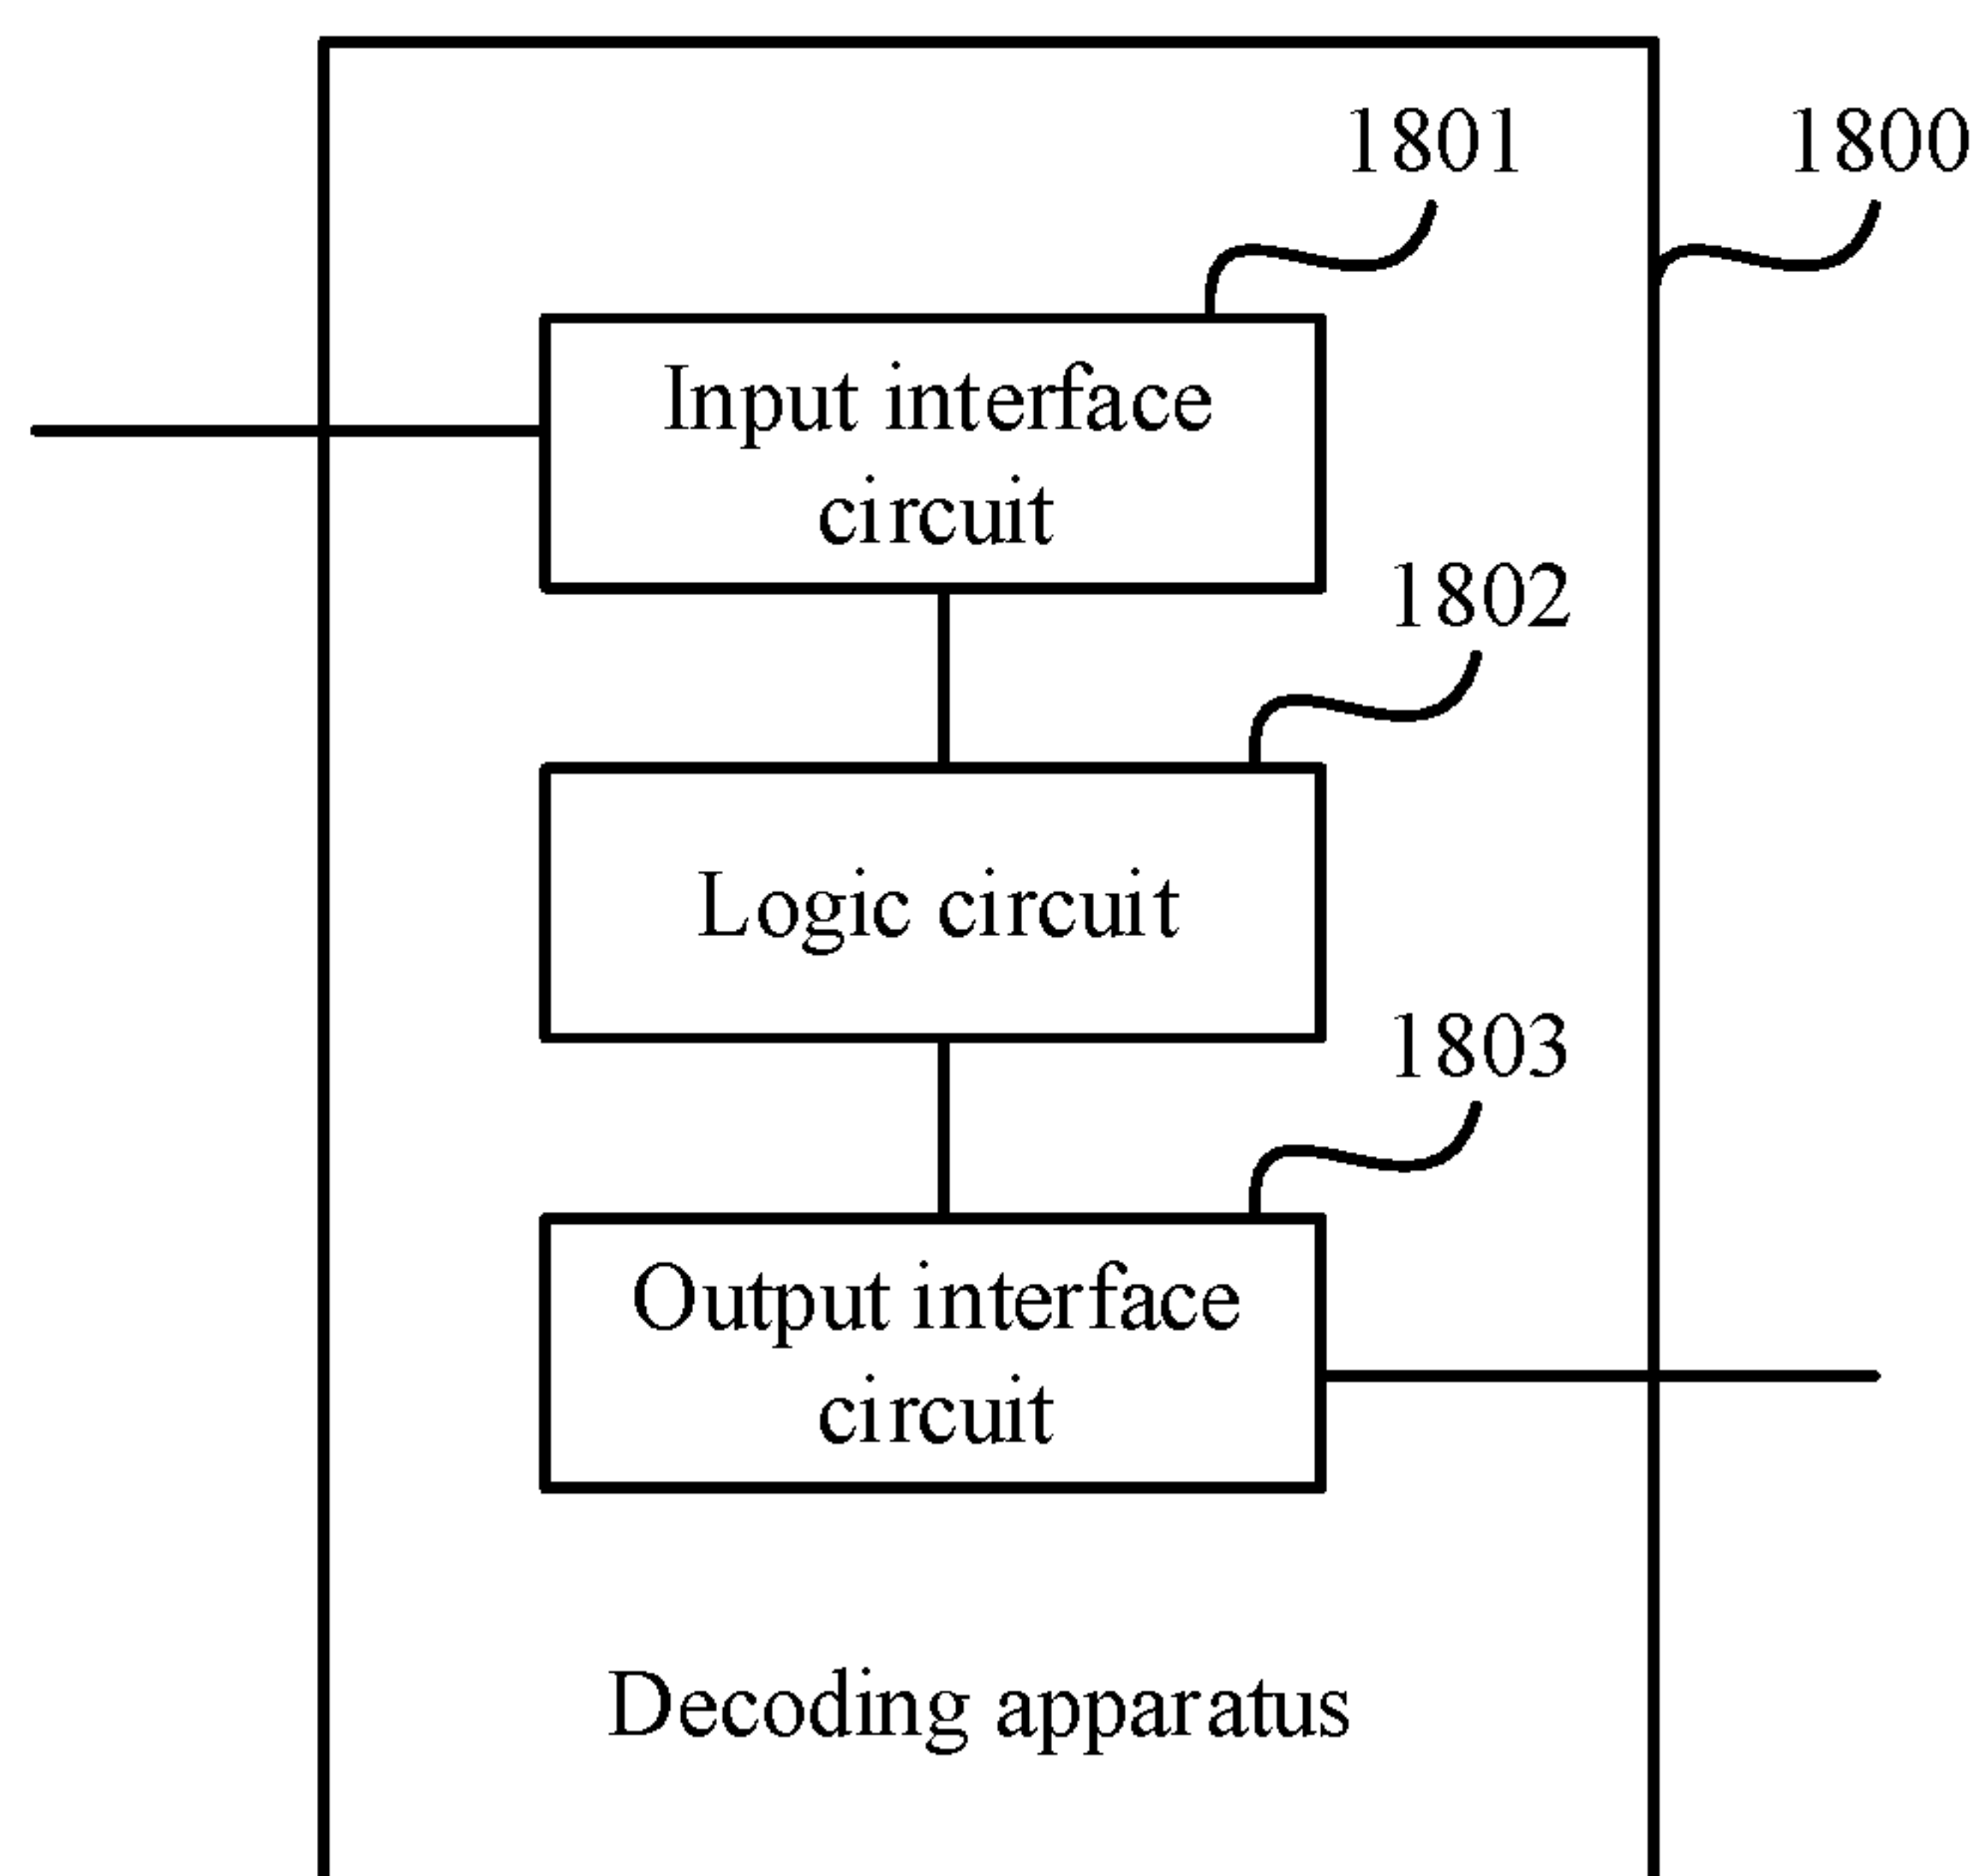 1801
1800
Input interface
circuit
1802
Logic circuit
1803
Output interface
circuit
Decoding apparatus